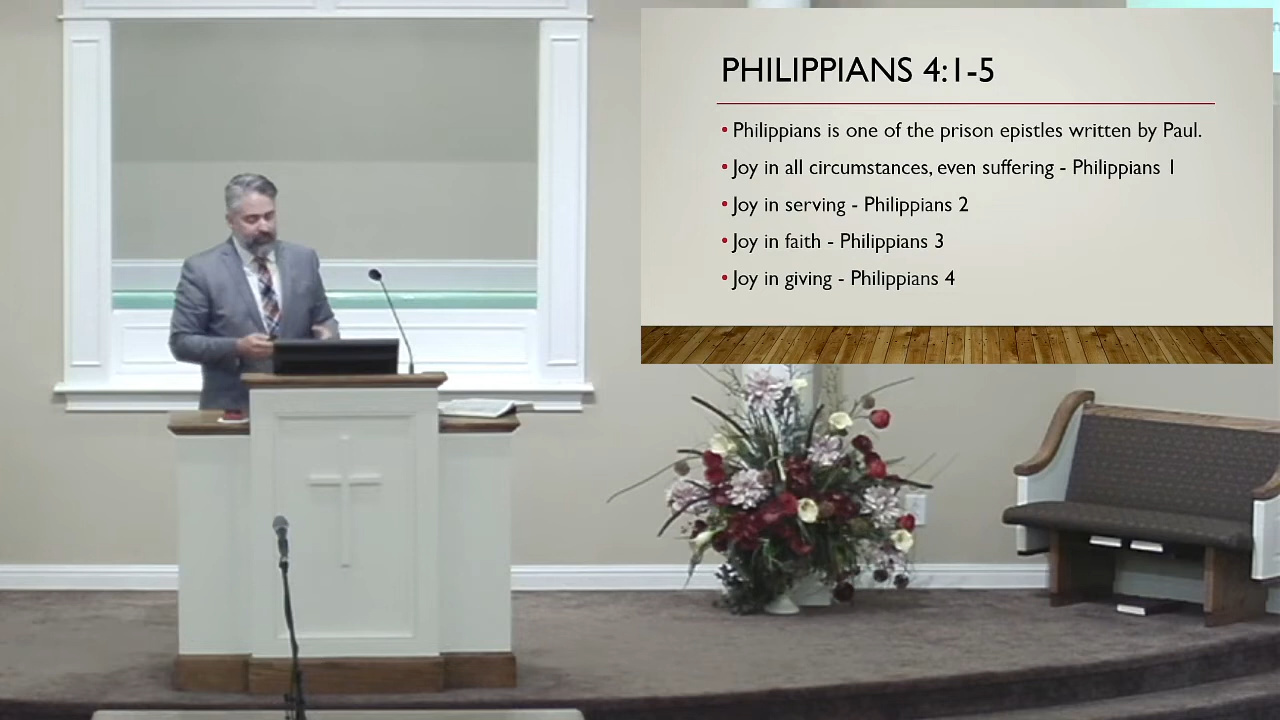 PHILIPPIANS 4:1-5
• Philippians is one of the prison epistles written by Paul.
• Joy in all circumstances, even suffering - Philippians 1
• Joy in serving - Philippians 2
• Joy in faith - Philippians 3
• Joy in giving - Philippians 4